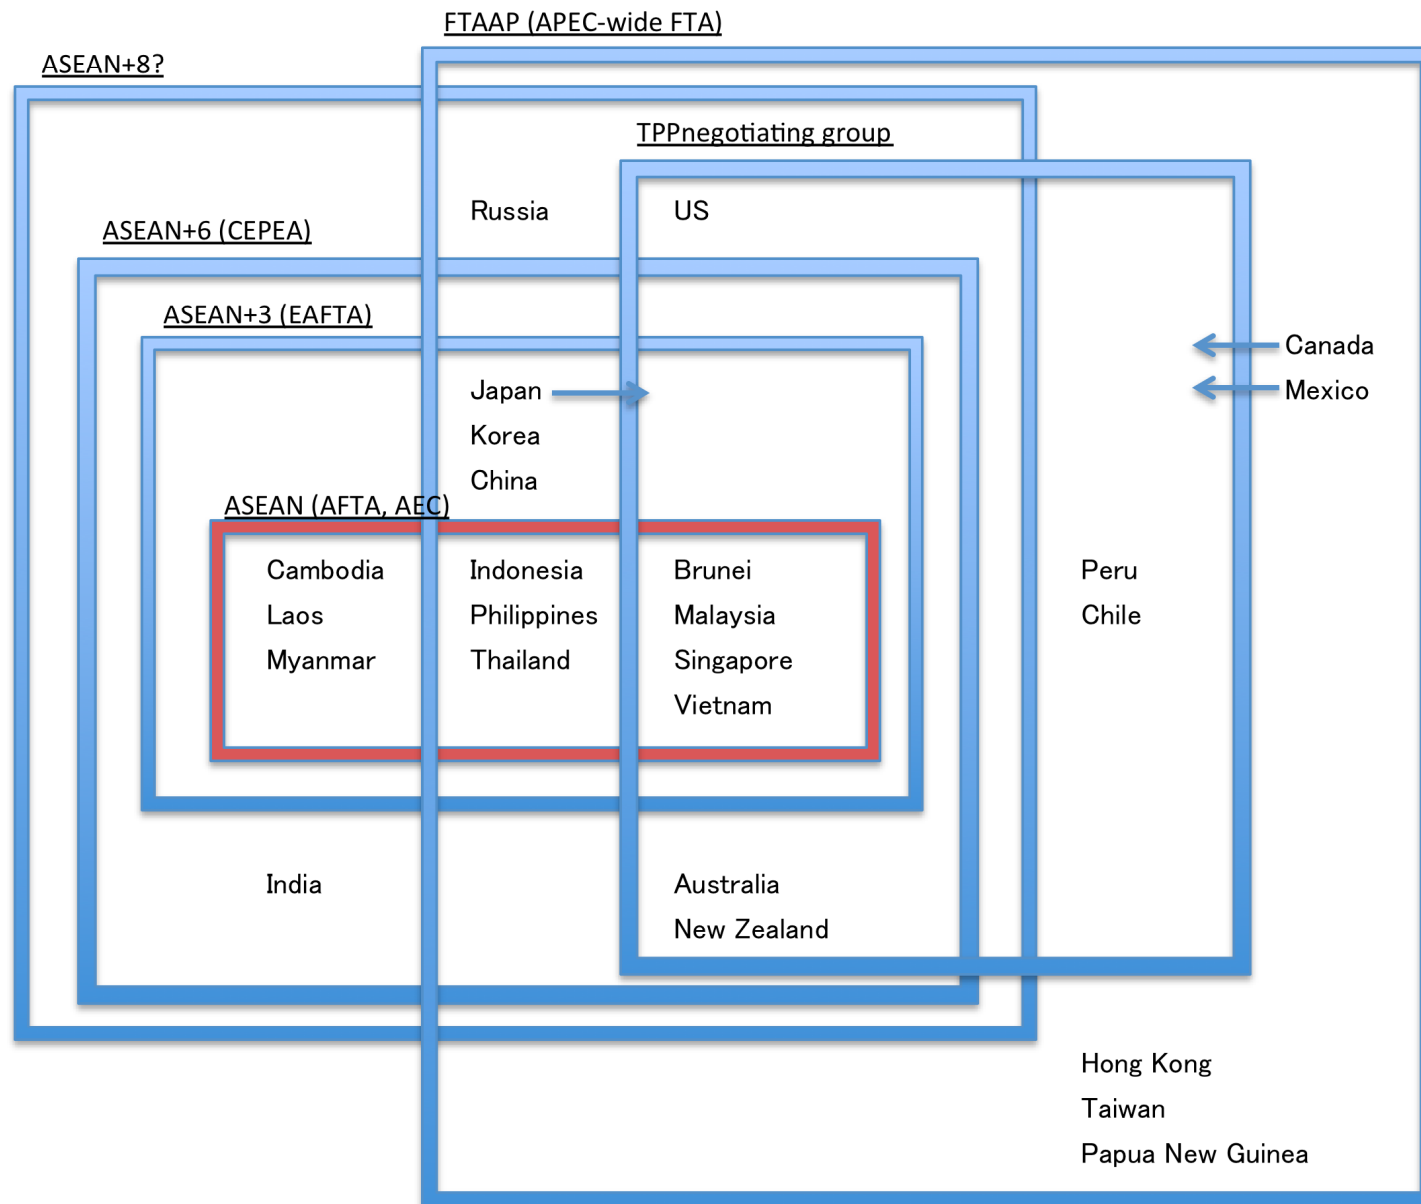 FTAAP (APEC-wide FTA)
ASEAN+8?
TPPnegotiating group
Russia
US
ASEAN+6 (CEPEA)
ASEAN+3 (EAFTA)
Canada
Japan
Mexico
Korea
China
ASEAN (AFTA, AEC)
Cambodia
Indonesia
Brunei
Peru
Laos
Philippines
Malaysia
Chile
Myanmar
Thailand
Singapore
Vietnam
India
Australia
New Zealand
Hong Kong
Taiwan
Papua New Guinea